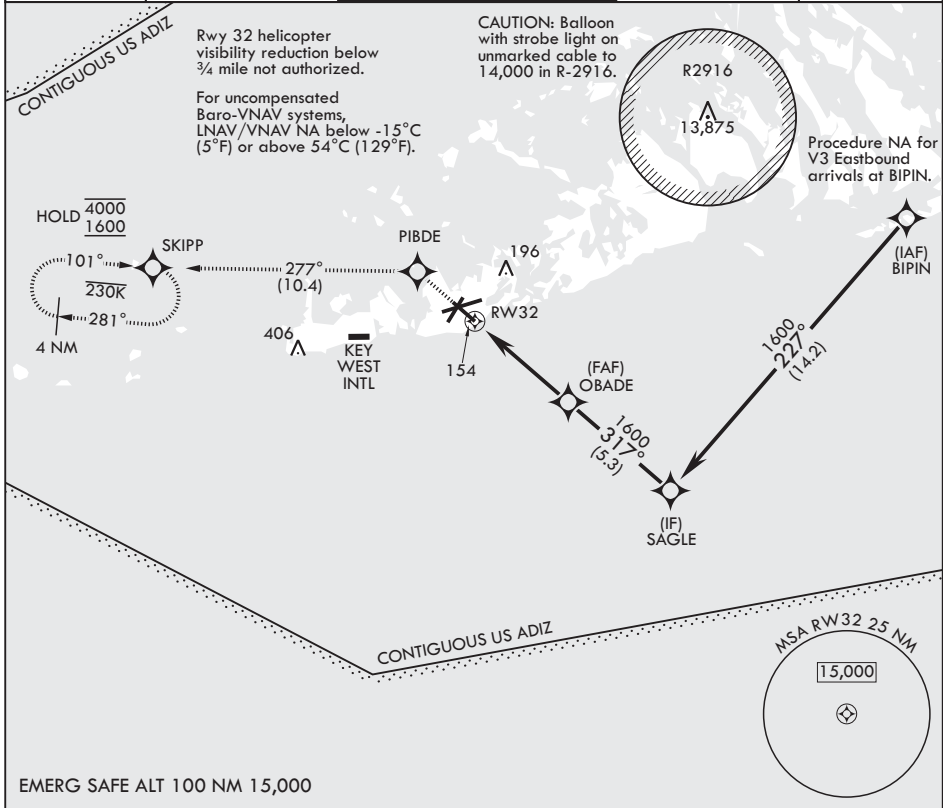 CONTIGUOUS US ADIZ
Rwy 32 helicopter
visibility reduction below
¾ mile not authorized.
For uncompensated
Baro-VNAV systems,
LNAV/VNAV NA below -15°C
(5°F) or above 54°C (129°F).
CAUTION: Balloon
with strobe light on
unmarked cable to
14,000 in R-2916.
R2916
13,875
Procedure NA for
V3 Eastbound
arrivals at BIPIN.
HOLD 4000
1600
SKIPP
101°
230K
281°
4 NM
277°
(10.4)
PIBDE
196
(IAF)
BIPIN
RW32
406
KEY
WEST
INTL
154
(FAF)
OBADE
1600
227°
(14.2)
1600
317°
(5.3)
(IF)
SAGLE
CONTIGUOUS US ADIZ
MSA RW32 25 NM
15,000
EMERG SAFE ALT 100 NM 15,000